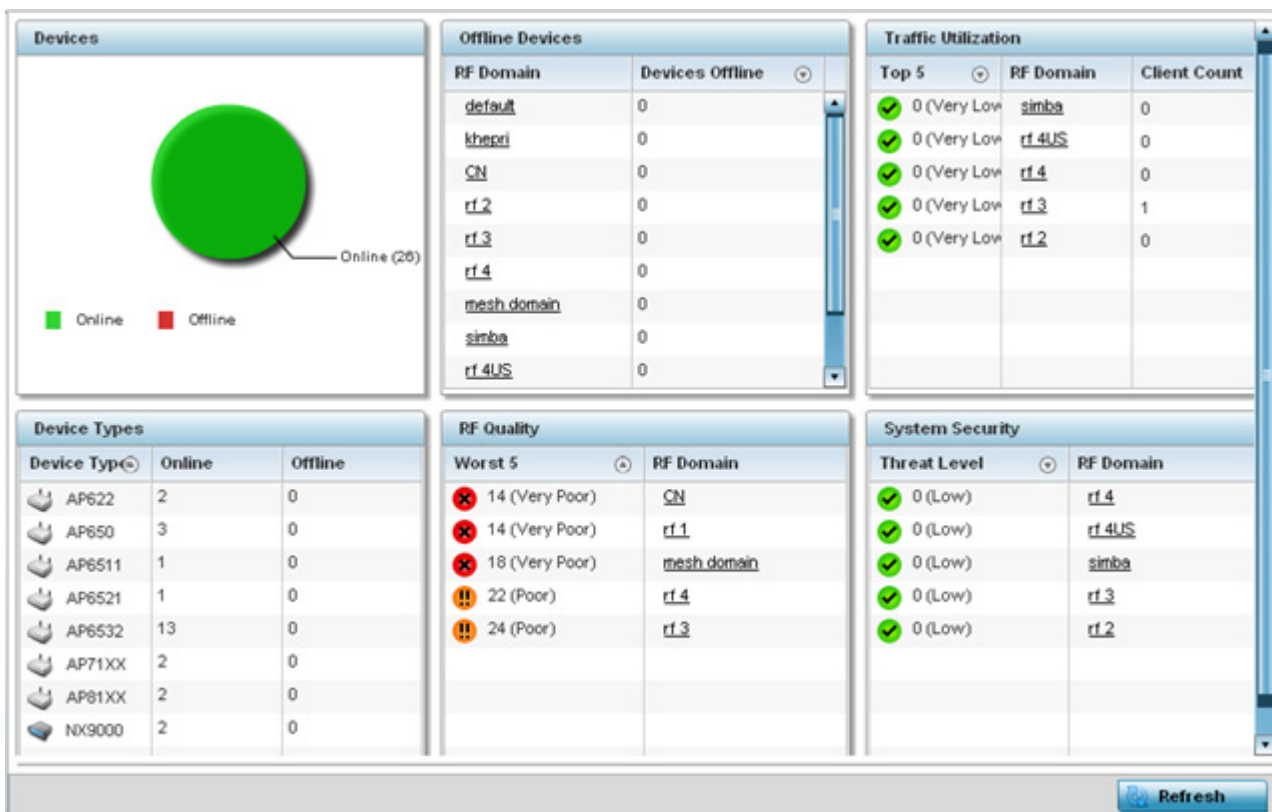 Devices
Online (26)
Online Offline
Offline Devices
RF Domain Devices Offline
default 0
khepri 0
CN 0
rf 2 0
rf 3 0
rf 4 0
mesh domain 0
simba 0
rf 4US 0
Traffic Utilization
Top 5 RF Domain Client Count
0 (Very Low simba 0
0 (Very Low rf 4US 0
0 (Very Low rf 4 0
0 (Very Low rf 3 1
0 (Very Low rf 2 0
Device Types
Device Type Online Offline
AP622 2 0
AP650 3 0
AP6511 1 0
AP6521 1 0
AP6532 13 0
AP71XX 2 0
AP81XX 2 0
NX9000 2 0
RF Quality
Worst 5 RF Domain
14 (Very Poor) CN
14 (Very Poor) rf 1
18 (Very Poor) mesh domain
22 (Poor) rf 4
24 (Poor) rf 3
System Security
Threat Level RF Domain
0 (Low) rf 4
0 (Low) rf 4US
0 (Low) simba
0 (Low) rf 3
0 (Low) rf 2
Refresh